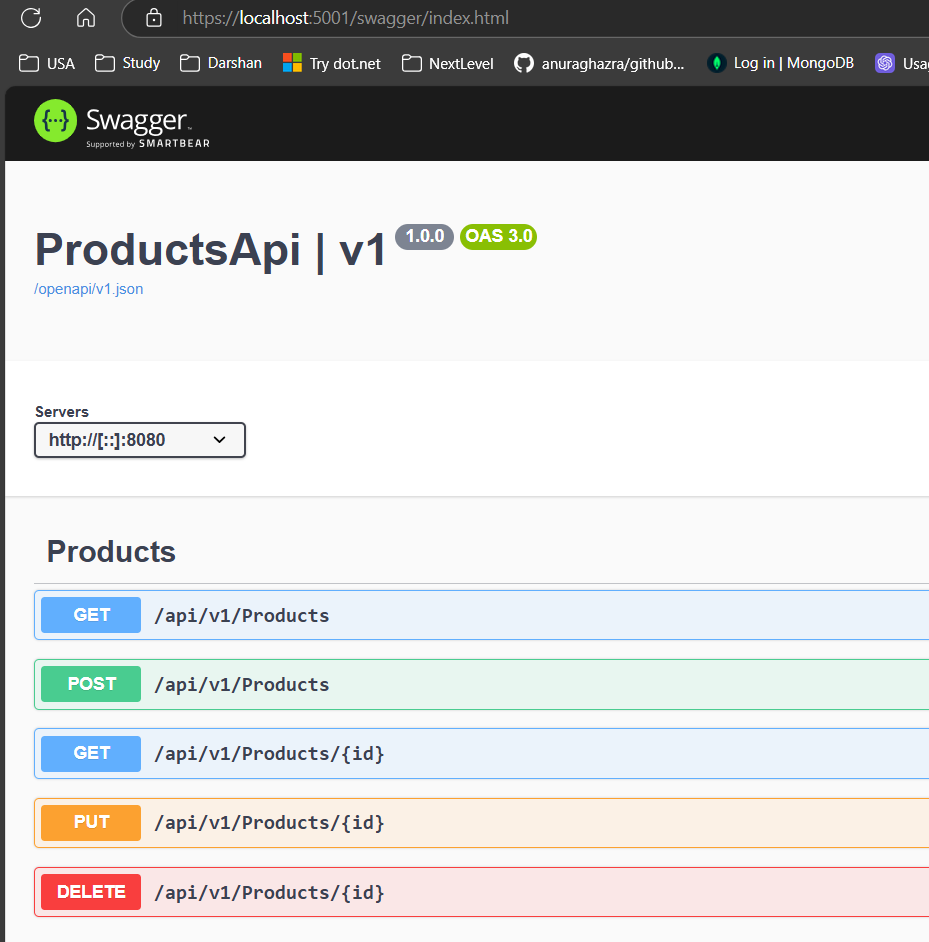 https://localhost:5001/swagger/index.html
USA Study Darshan Try dot.net NextLevel anuraghazra/github... Log in | MongoDB Usag
{···} Swagger™
Supported by SMARTBEAR
ProductsApi | v1 1.0.0 OAS 3.0
/openapi/v1.json
Servers
http://[::]:8080
Products
GET /api/v1/Products
POST /api/v1/Products
GET /api/v1/Products/{id}
PUT /api/v1/Products/{id}
DELETE /api/v1/Products/{id}